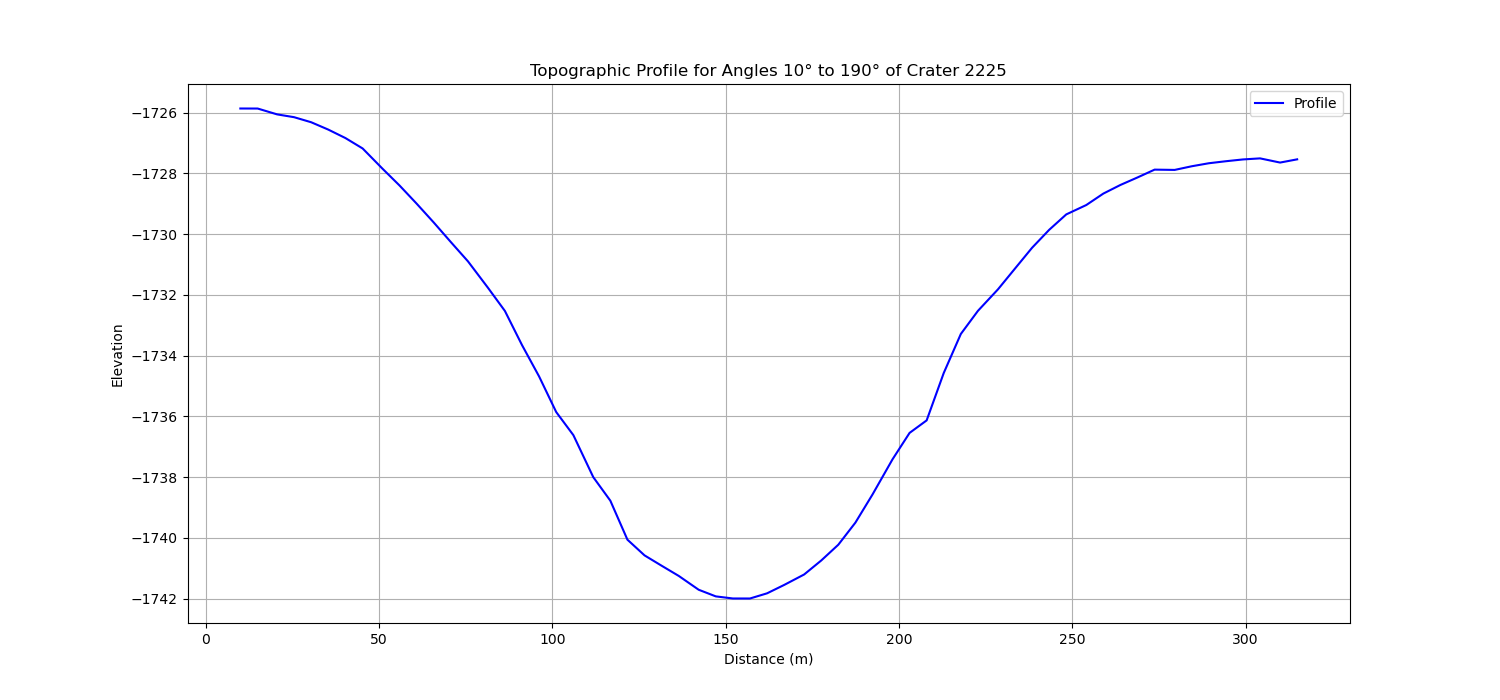 Topographic Profile for Angles 10° to 190° of Crater 2225
Profile
−1726
−1728
−1730
−1732
−1734
−1736
−1738
−1740
−1742
Elevation
0 50 100 150 200 250 300
Distance (m)